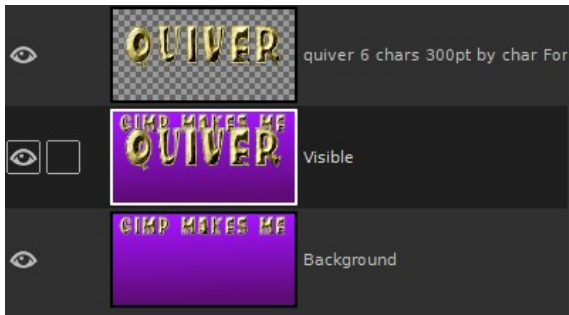 QUIVER
quiver 6 chars 300pt by char For
GIMP MAKES ME
QUIVER
Visible
GIMP MAKES ME
Background